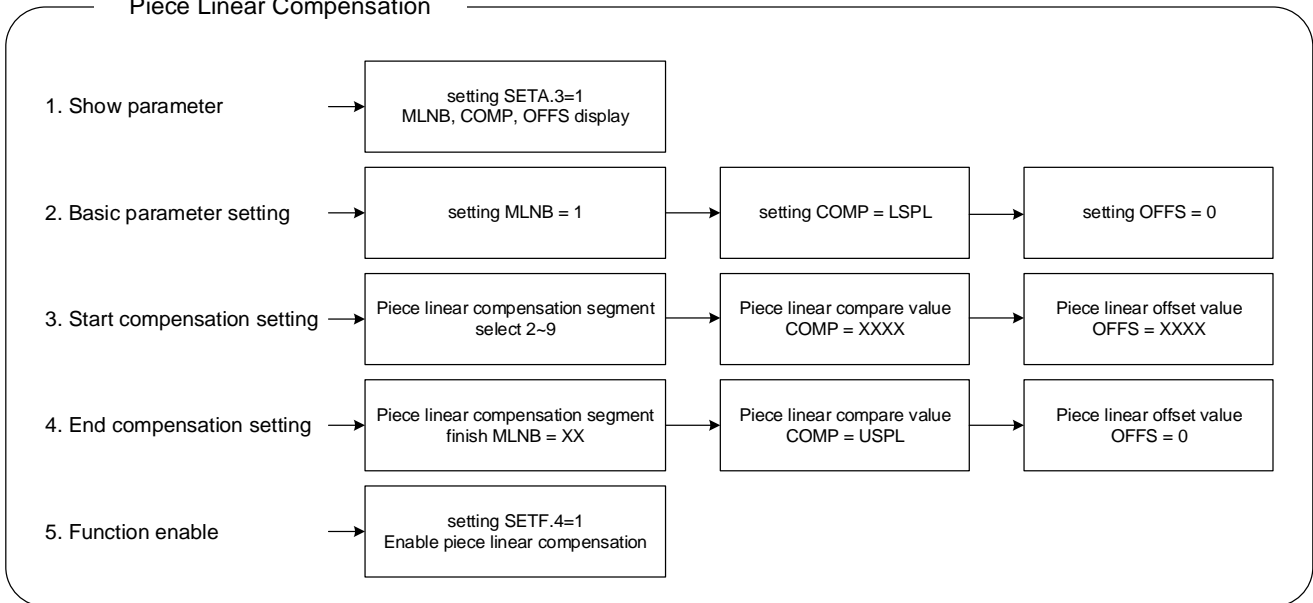 Piece Linear Compensation
1. Show parameter
setting SETA.3=1
MLNB, COMP, OFFS display
2. Basic parameter setting
setting MLNB = 1
setting COMP = LSPL
setting OFFS = 0
3. Start compensation setting
Piece linear compensation segment
select 2~9
Piece linear compare value
COMP = XXXX
Piece linear offset value
OFFS = XXXX
4. End compensation setting
Piece linear compensation segment
finish MLNB = XX
Piece linear compare value
COMP = USPL
Piece linear offset value
OFFS = 0
5. Function enable
setting SETF.4=1
Enable piece linear compensation